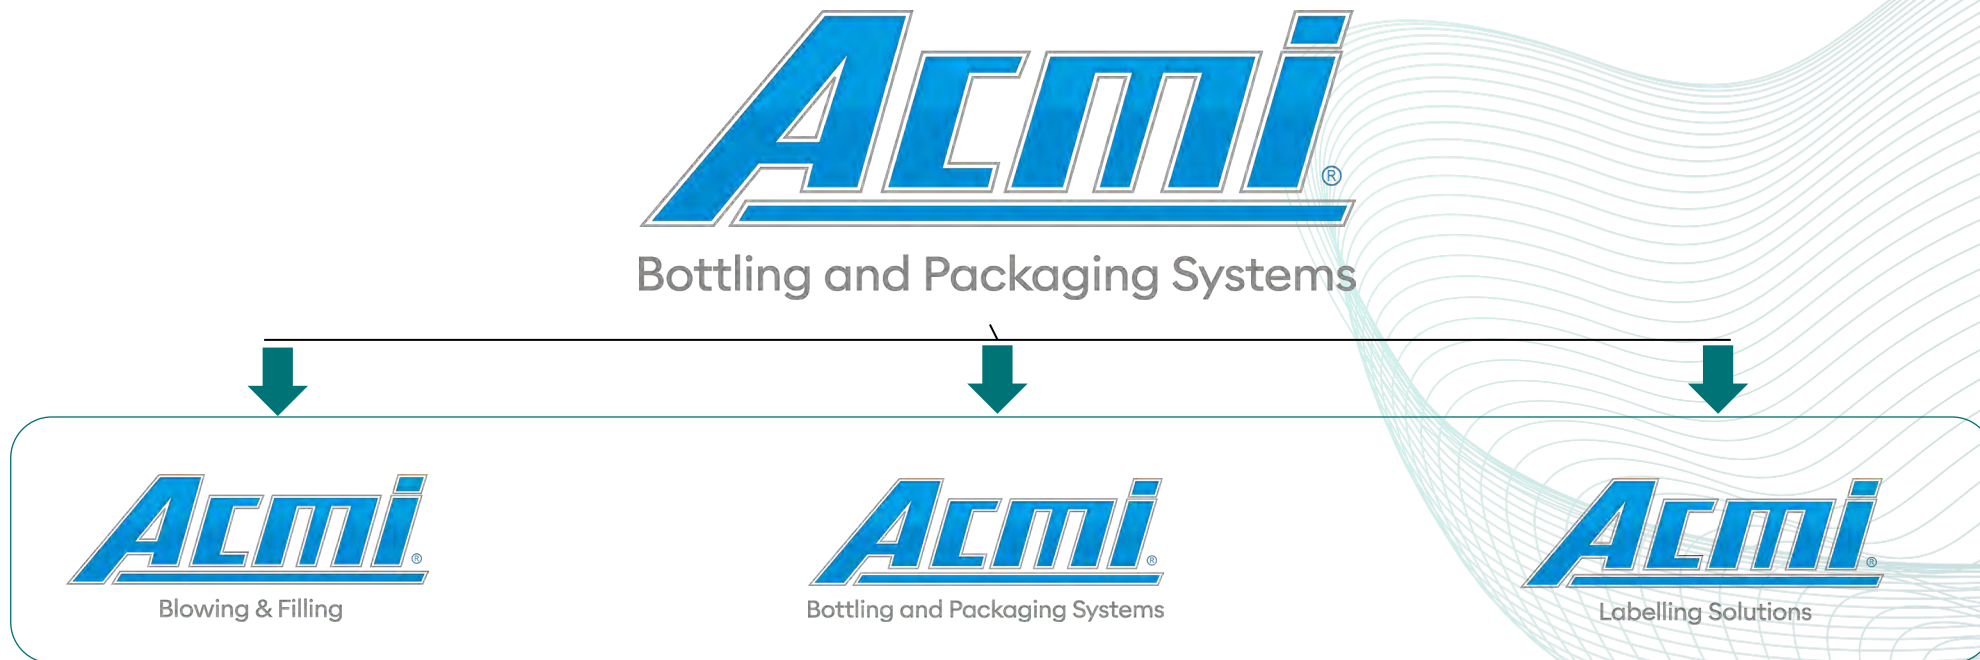 Acmi®
Bottling and Packaging Systems
Acmi®
Blowing & Filling
Acmi®
Bottling and Packaging Systems
Acmi®
Labelling Solutions